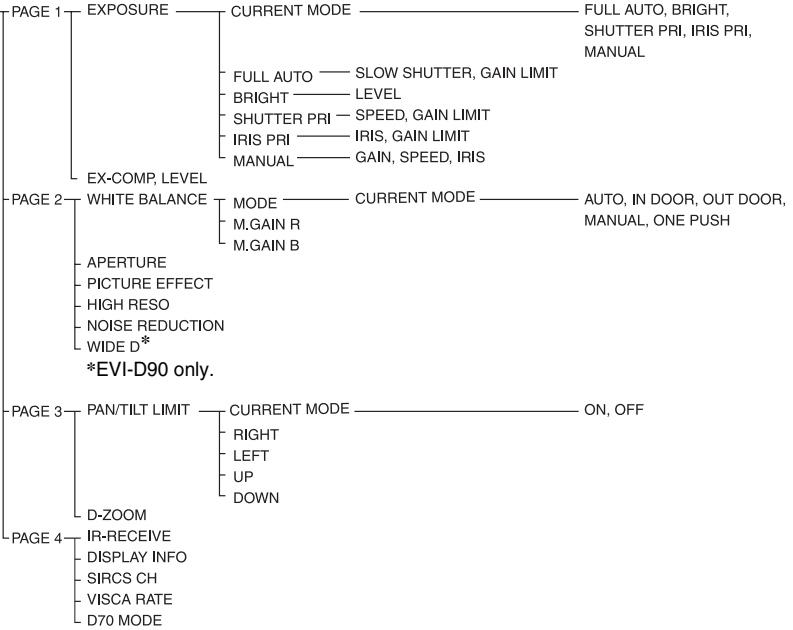 PAGE 1 EXPOSURE CURRENT MODE FULL AUTO, BRIGHT,
SHUTTER PRI, IRIS PRI,
MANUAL
FULL AUTO SLOW SHUTTER, GAIN LIMIT
BRIGHT LEVEL
SHUTTER PRI SPEED, GAIN LIMIT
IRIS PRI IRIS, GAIN LIMIT
MANUAL GAIN, SPEED, IRIS
EX-COMP, LEVEL
PAGE 2 WHITE BALANCE MODE CURRENT MODE AUTO, IN DOOR, OUT DOOR,
MANUAL, ONE PUSH
M.GAIN R
M.GAIN B
APERTURE
PICTURE EFFECT
HIGH RESO
NOISE REDUCTION
WIDE D*
*EVI-D90 only.
PAGE 3 PAN/TILT LIMIT CURRENT MODE ON, OFF
RIGHT
LEFT
UP
DOWN
D-ZOOM
PAGE 4 IR-RECEIVE
DISPLAY INFO
SIRCS CH
VISCA RATE
D70 MODE